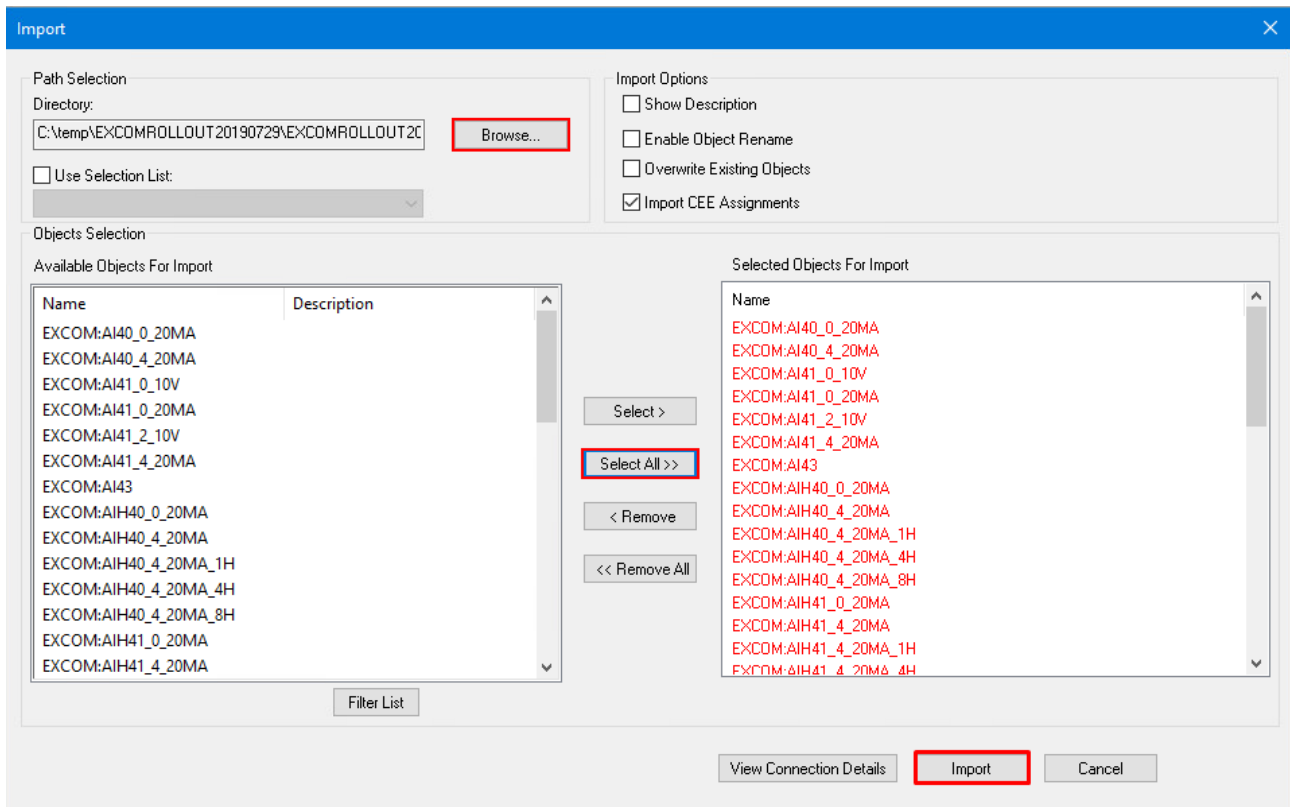 Import
Path Selection
Directory:
C:\temp\EXCOMROLLOUT20190729\EXCOMROLLOUT20
Browse...
Use Selection List:
Import Options
Show Description
Enable Object Rename
Overwrite Existing Objects
Import CEE Assignments
Objects Selection
Available Objects For Import
Name Description
EXCOM:AI40_0_20MA
EXCOM:AI40_4_20MA
EXCOM:AI41_0_10V
EXCOM:AI41_0_20MA
EXCOM:AI41_2_10V
EXCOM:AI41_4_20MA
EXCOM:AI43
EXCOM:AIH40_0_20MA
EXCOM:AIH40_4_20MA
EXCOM:AIH40_4_20MA_1H
EXCOM:AIH40_4_20MA_4H
EXCOM:AIH40_4_20MA_8H
EXCOM:AIH41_0_20MA
EXCOM:AIH41_4_20MA
Filter List
Select >
Select All >>
< Remove
<< Remove All
Selected Objects For Import
Name
EXCOM:AI40_0_20MA
EXCOM:AI40_4_20MA
EXCOM:AI41_0_10V
EXCOM:AI41_0_20MA
EXCOM:AI41_2_10V
EXCOM:AI41_4_20MA
EXCOM:AI43
EXCOM:AIH40_0_20MA
EXCOM:AIH40_4_20MA
EXCOM:AIH40_4_20MA_1H
EXCOM:AIH40_4_20MA_4H
EXCOM:AIH40_4_20MA_8H
EXCOM:AIH41_0_20MA
EXCOM:AIH41_4_20MA
EXCOM:AIH41_4_20MA_1H
EXCOM:AIH41_4_20MA_4H
View Connection Details
Import
Cancel